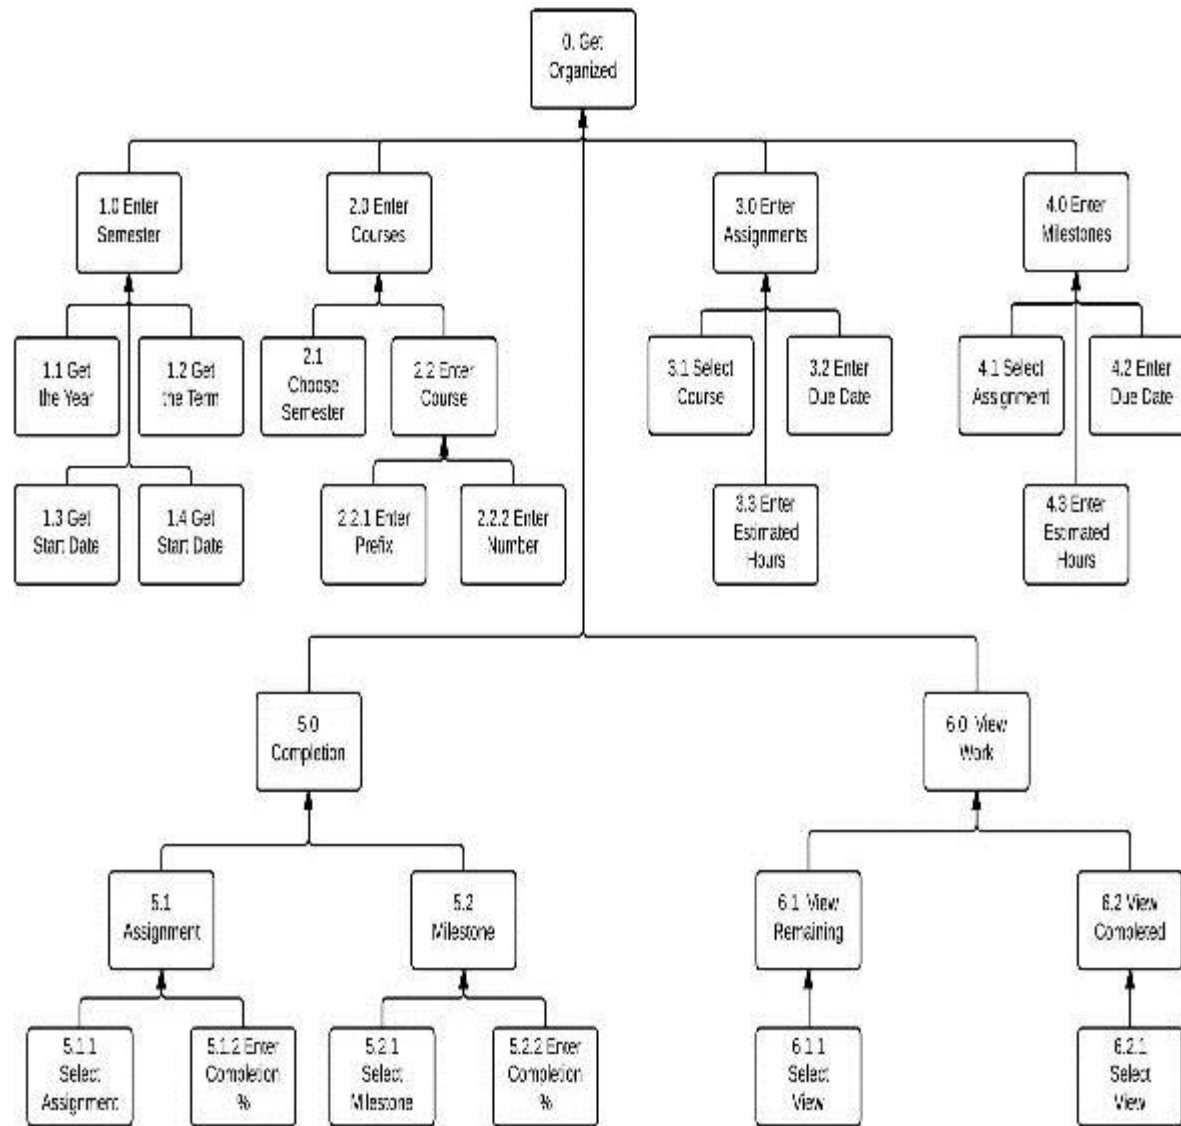 0. Get
Organized
1.0 Enter
Semester
2.0 Enter
Courses
3.0 Enter
Assignments
4.0 Enter
Milestones
1.1 Get
the Year
1.2 Get
the Term
2.1
Choose
Semester
2.2 Enter
Course
3.1 Select
Course
3.2 Enter
Due Date
4.1 Select
Assignment
4.2 Enter
Due Date
1.3 Get
Start Date
1.4 Get
Start Date
2.2.1 Enter
Prefix
2.2.2 Enter
Number
3.3 Enter
Estimated
Hours
4.3 Enter
Estimated
Hours
5.0
Completion
6.0 View
Work
5.1
Assignment
5.2
Milestone
6.1 View
Remaining
6.2 View
Completed
5.1.1
Select
Assignment
5.1.2 Enter
Completion
%
5.2.1
Select
Milestone
5.2.2 Enter
Completion
%
6.1.1
Select
View
6.2.1
Select
View